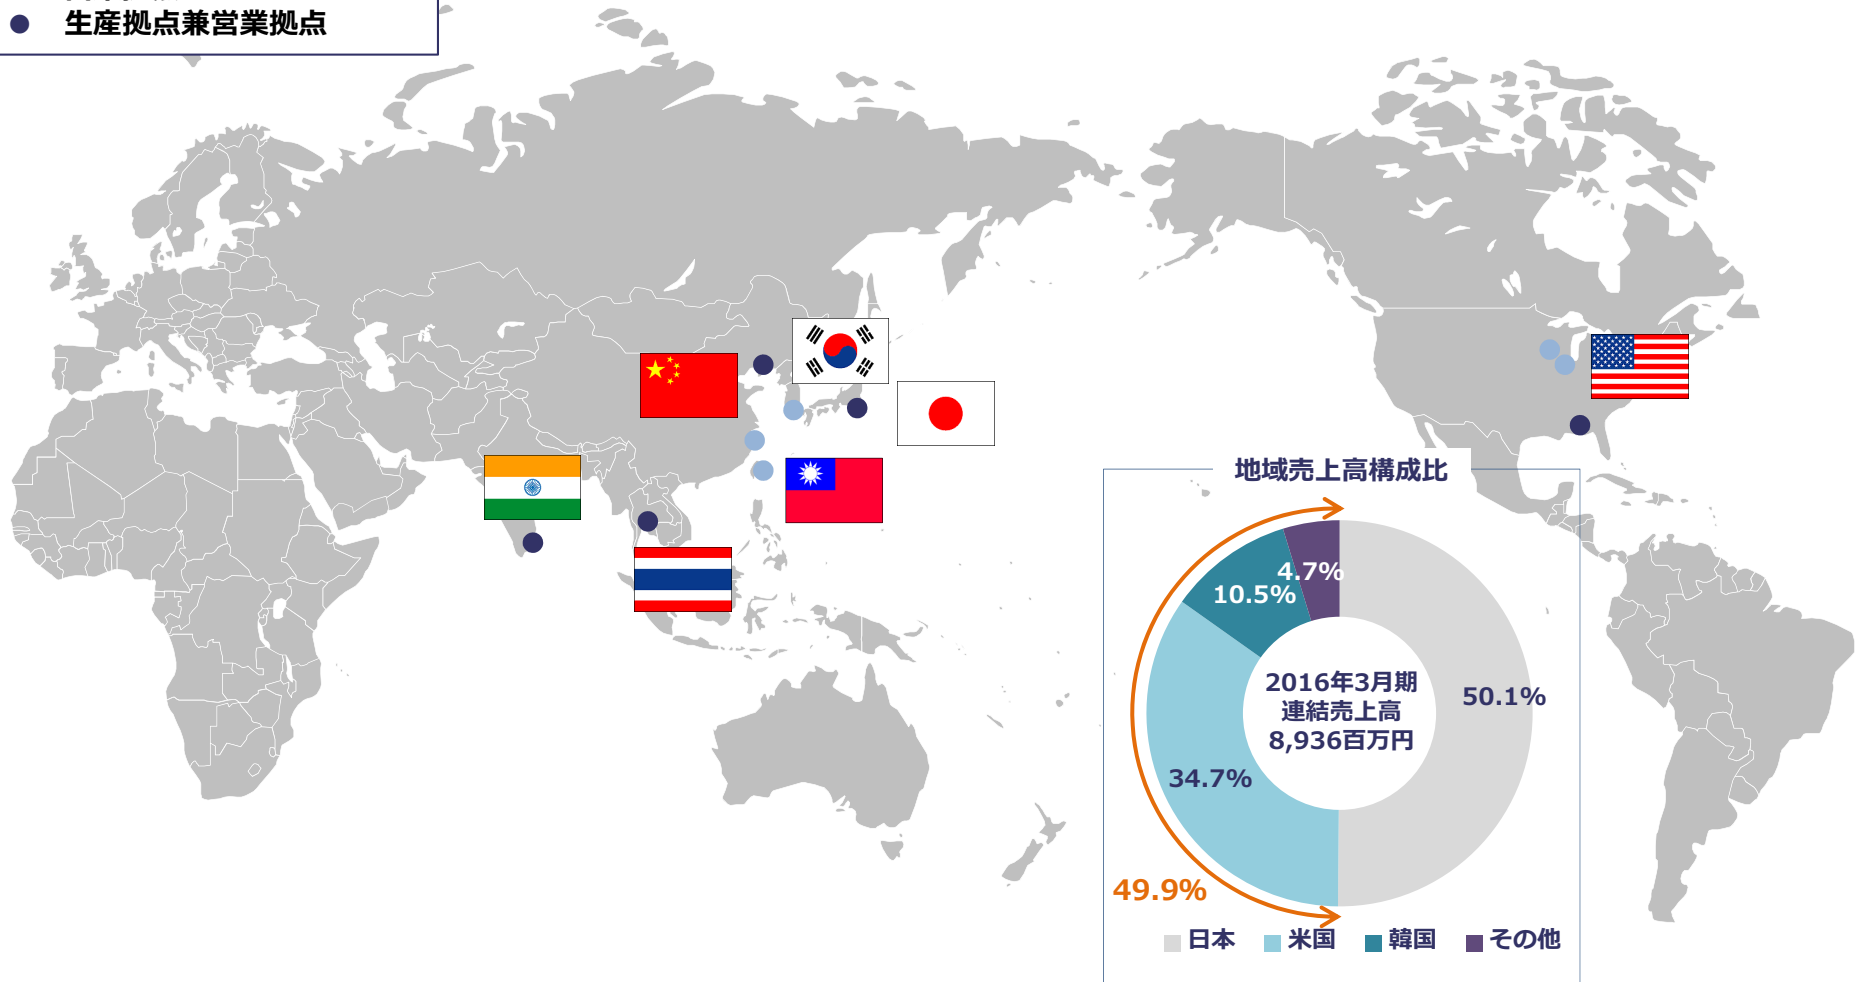 生産拠点兼営業拠点
地域売上高構成比
4.7%
10.5%
2016年3月期
連結売上高
8,936百万円
50.1%
34.7%
49.9%
日本 米国 韓国 その他